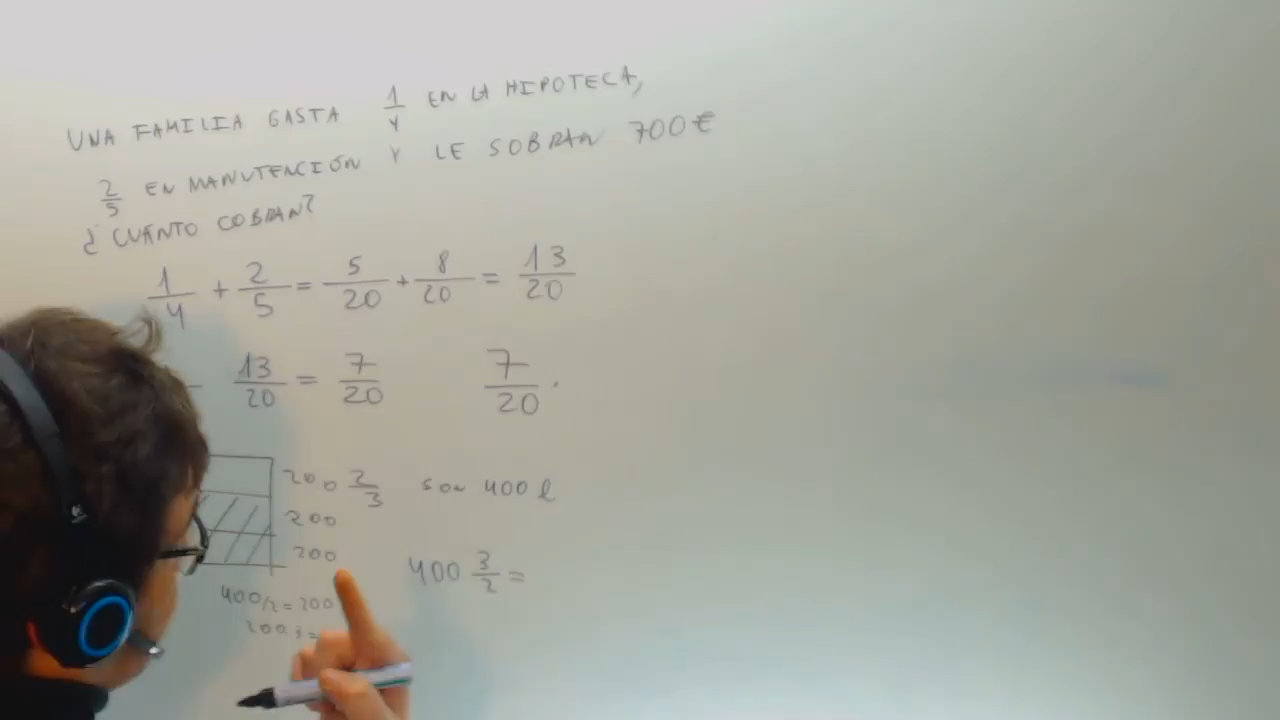 UNA FAMILIA GASTA 1/4 EN LA HIPOTECA,
2/5 EN MANUTENCIÓN Y LE SOBRAN 700€
¿CUÁNTO COBRAN?
1/4 + 2/5 = 5/20 + 8/20 = 13/20
- 13/20 = 7/20 7/20 ·
200 2/3 son 400 l
200
200
400 3/2 =
400/2 = 200
200 3 =